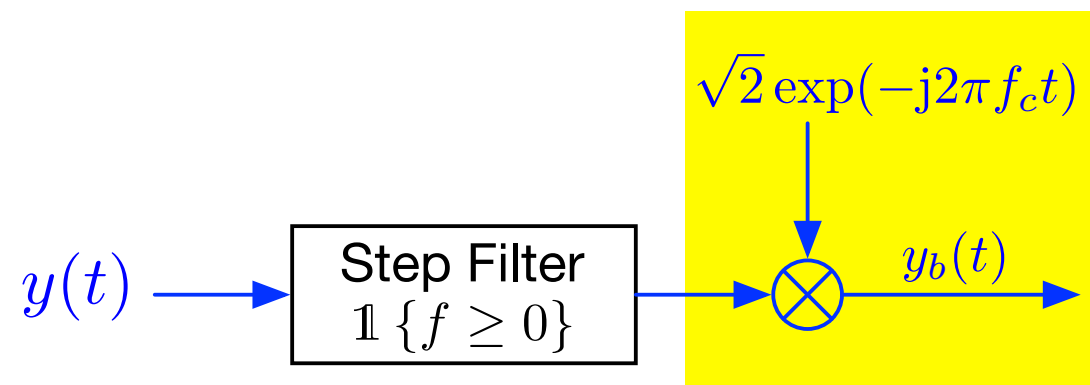 √2 exp(−j2πf_c t)
y(t)
Step Filter
𝟙 {f ≥ 0}
y_b(t)